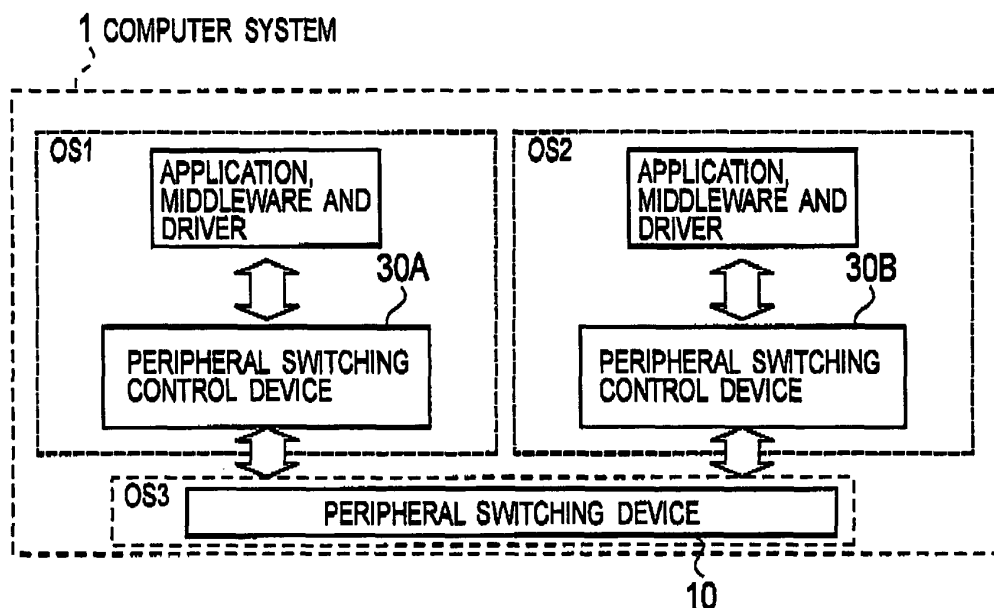 1 COMPUTER SYSTEM
OS1
APPLICATION,
MIDDLEWARE AND
DRIVER
30A
PERIPHERAL SWITCHING
CONTROL DEVICE
OS2
APPLICATION,
MIDDLEWARE AND
DRIVER
30B
PERIPHERAL SWITCHING
CONTROL DEVICE
OS3
PERIPHERAL SWITCHING DEVICE
10